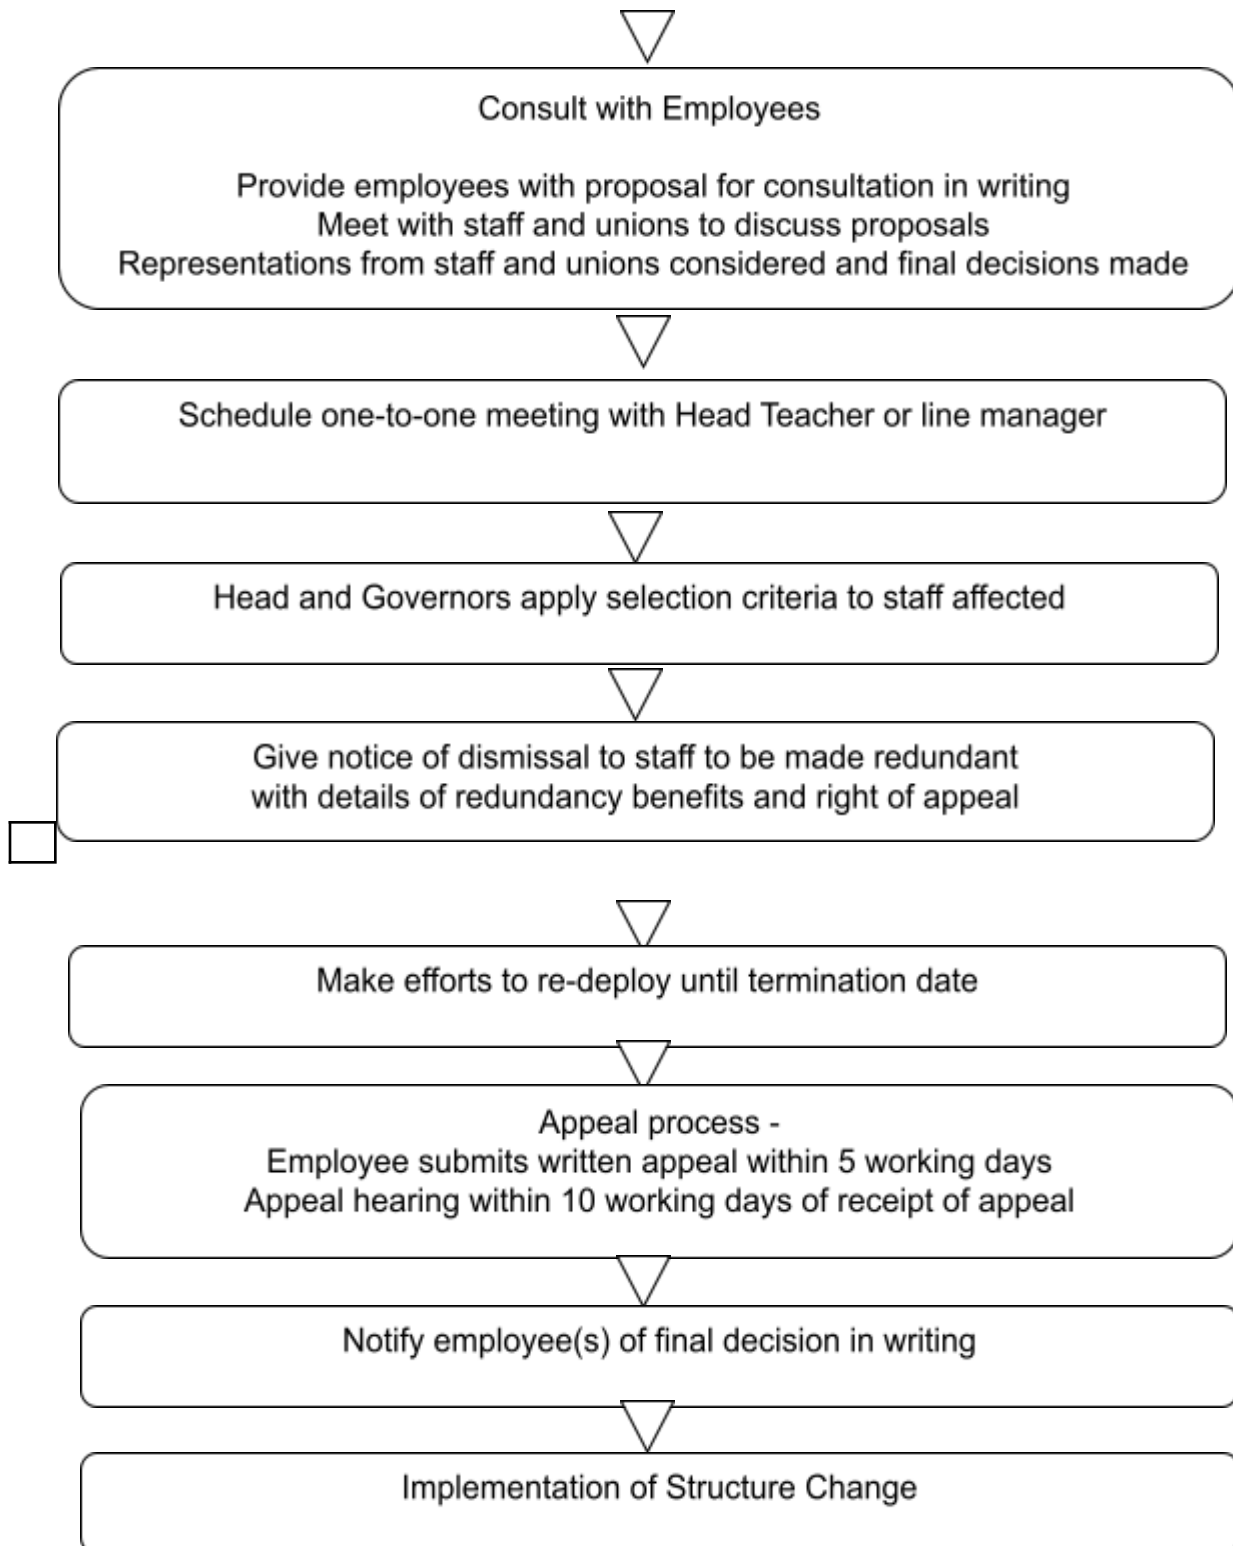 Consult with Employees
Provide employees with proposal for consultation in writing
Meet with staff and unions to discuss proposals
Representations from staff and unions considered and final decisions made
Schedule one-to-one meeting with Head Teacher or line manager
Head and Governors apply selection criteria to staff affected
Give notice of dismissal to staff to be made redundant
with details of redundancy benefits and right of appeal
Make efforts to re-deploy until termination date
Appeal process -
Employee submits written appeal within 5 working days
Appeal hearing within 10 working days of receipt of appeal
Notify employee(s) of final decision in writing
Implementation of Structure Change